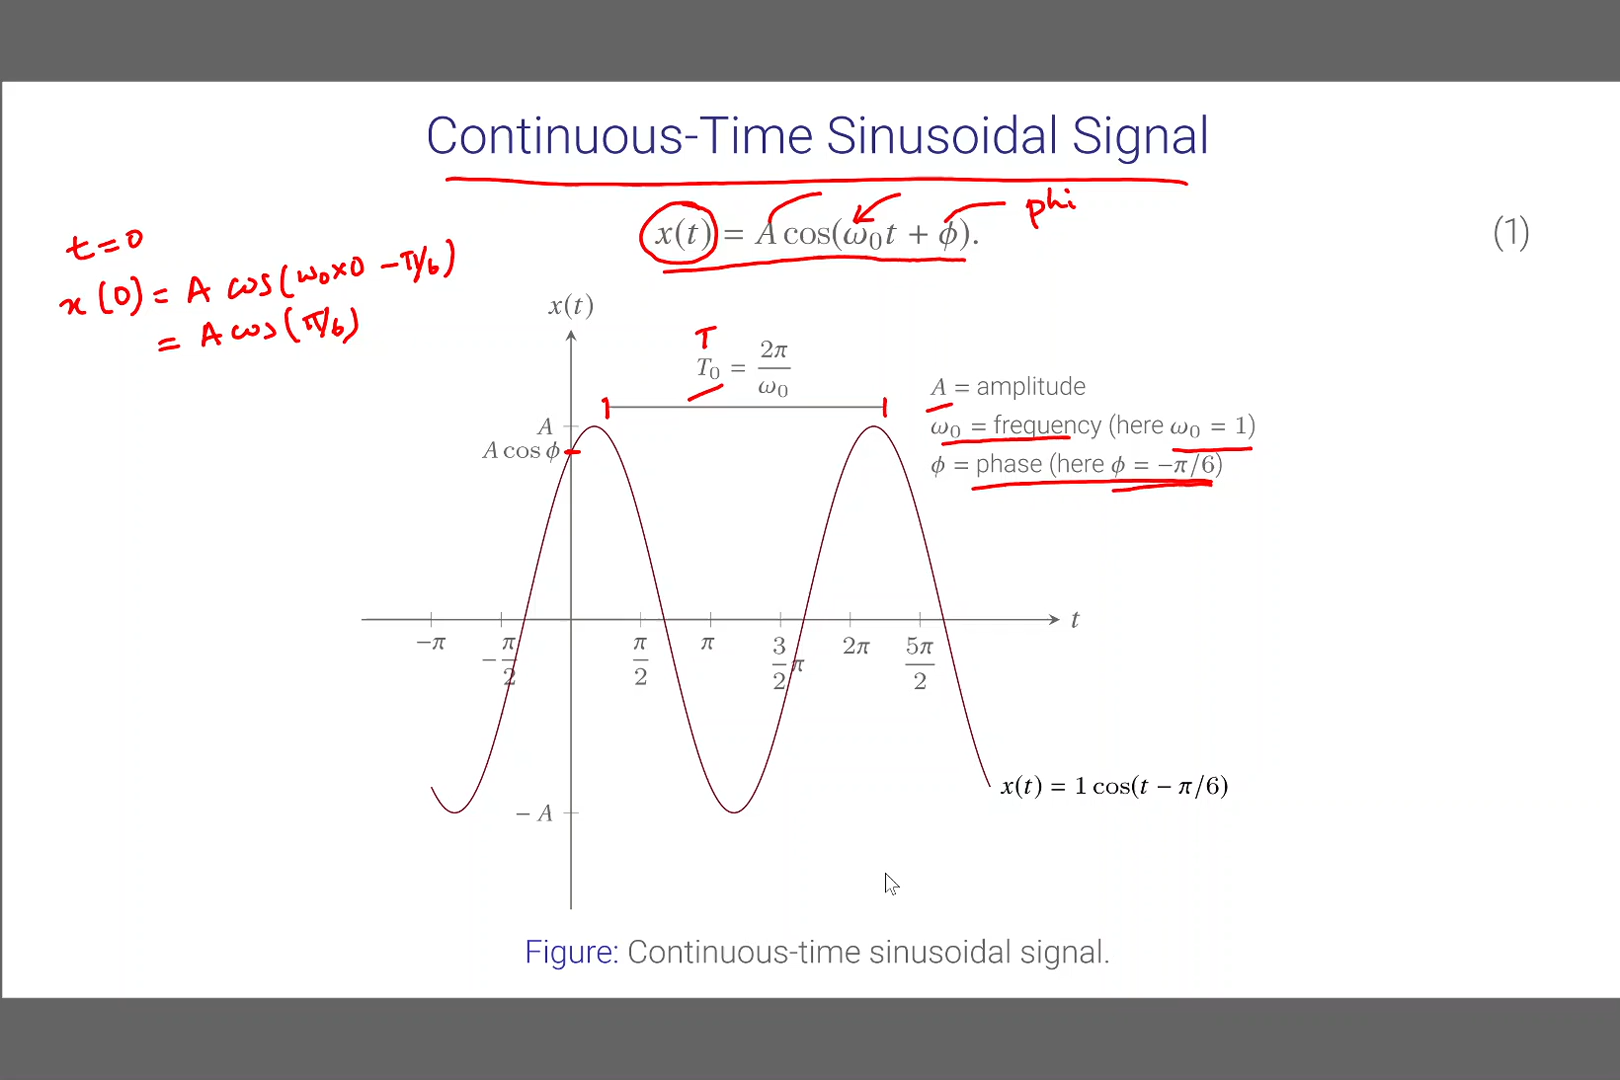 Continuous-Time Sinusoidal Signal
x(t) = A cos(ω₀t + ϕ). (1)
phi
t=0
x(0) = A cos(ω₀×0 -π/6)
= A cos(π/6)
x(t)
T
T₀ = 2π/ω₀
A = amplitude
ω₀ = frequency (here ω₀ = 1)
ϕ = phase (here ϕ = −π/6)
A
A cos ϕ
t
−π −π/2 π/2 π 3/2 π 2π 5π/2
− A
x(t) = 1 cos(t − π/6)
Figure: Continuous-time sinusoidal signal.